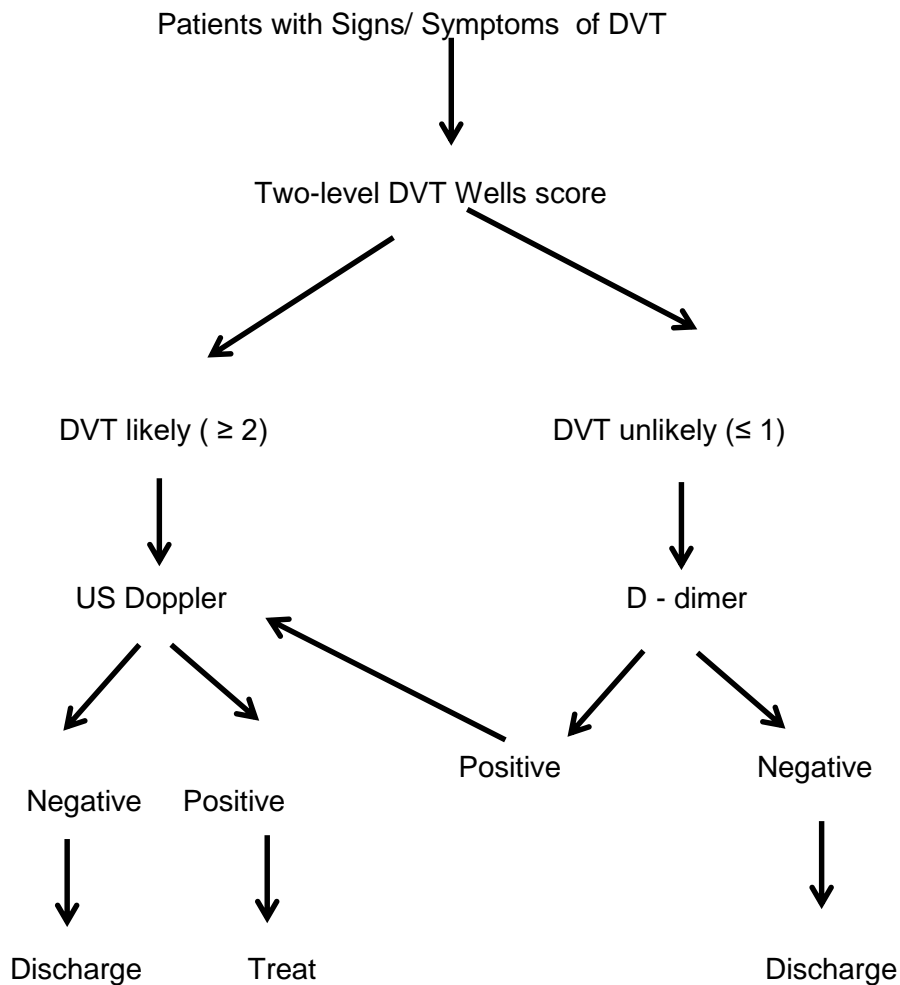 Patients with Signs/ Symptoms  of DVT
Two-level DVT Wells score
DVT likely ( ≥ 2)
DVT unlikely (≤ 1)
US Doppler
D - dimer
Positive
Negative
Negative
Positive
Discharge
Treat
Discharge